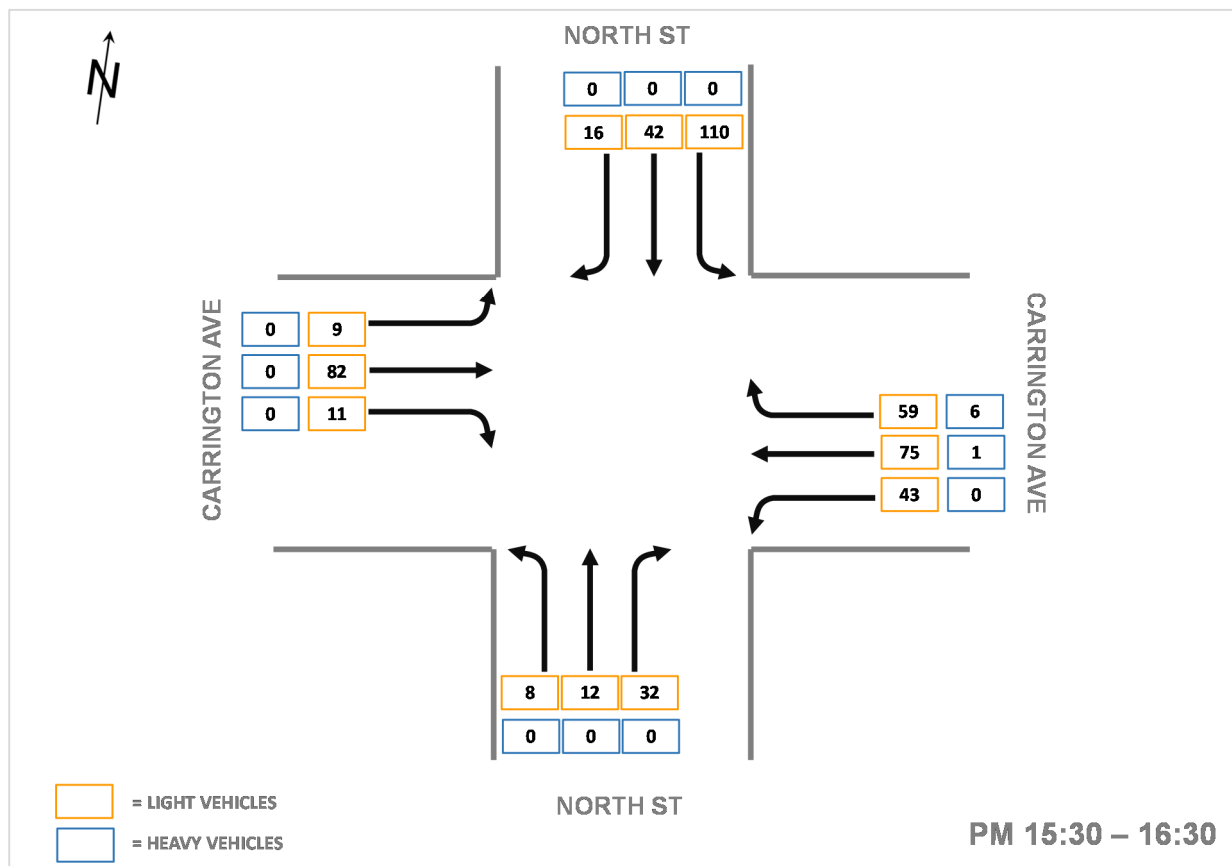 N
NORTH ST
0 0 0
16 42 110
CARRINGTON AVE
0 9
0 82
0 11
CARRINGTON AVE
59 6
75 1
43 0
8 12 32
0 0 0
NORTH ST
= LIGHT VEHICLES
= HEAVY VEHICLES
PM 15:30 – 16:30